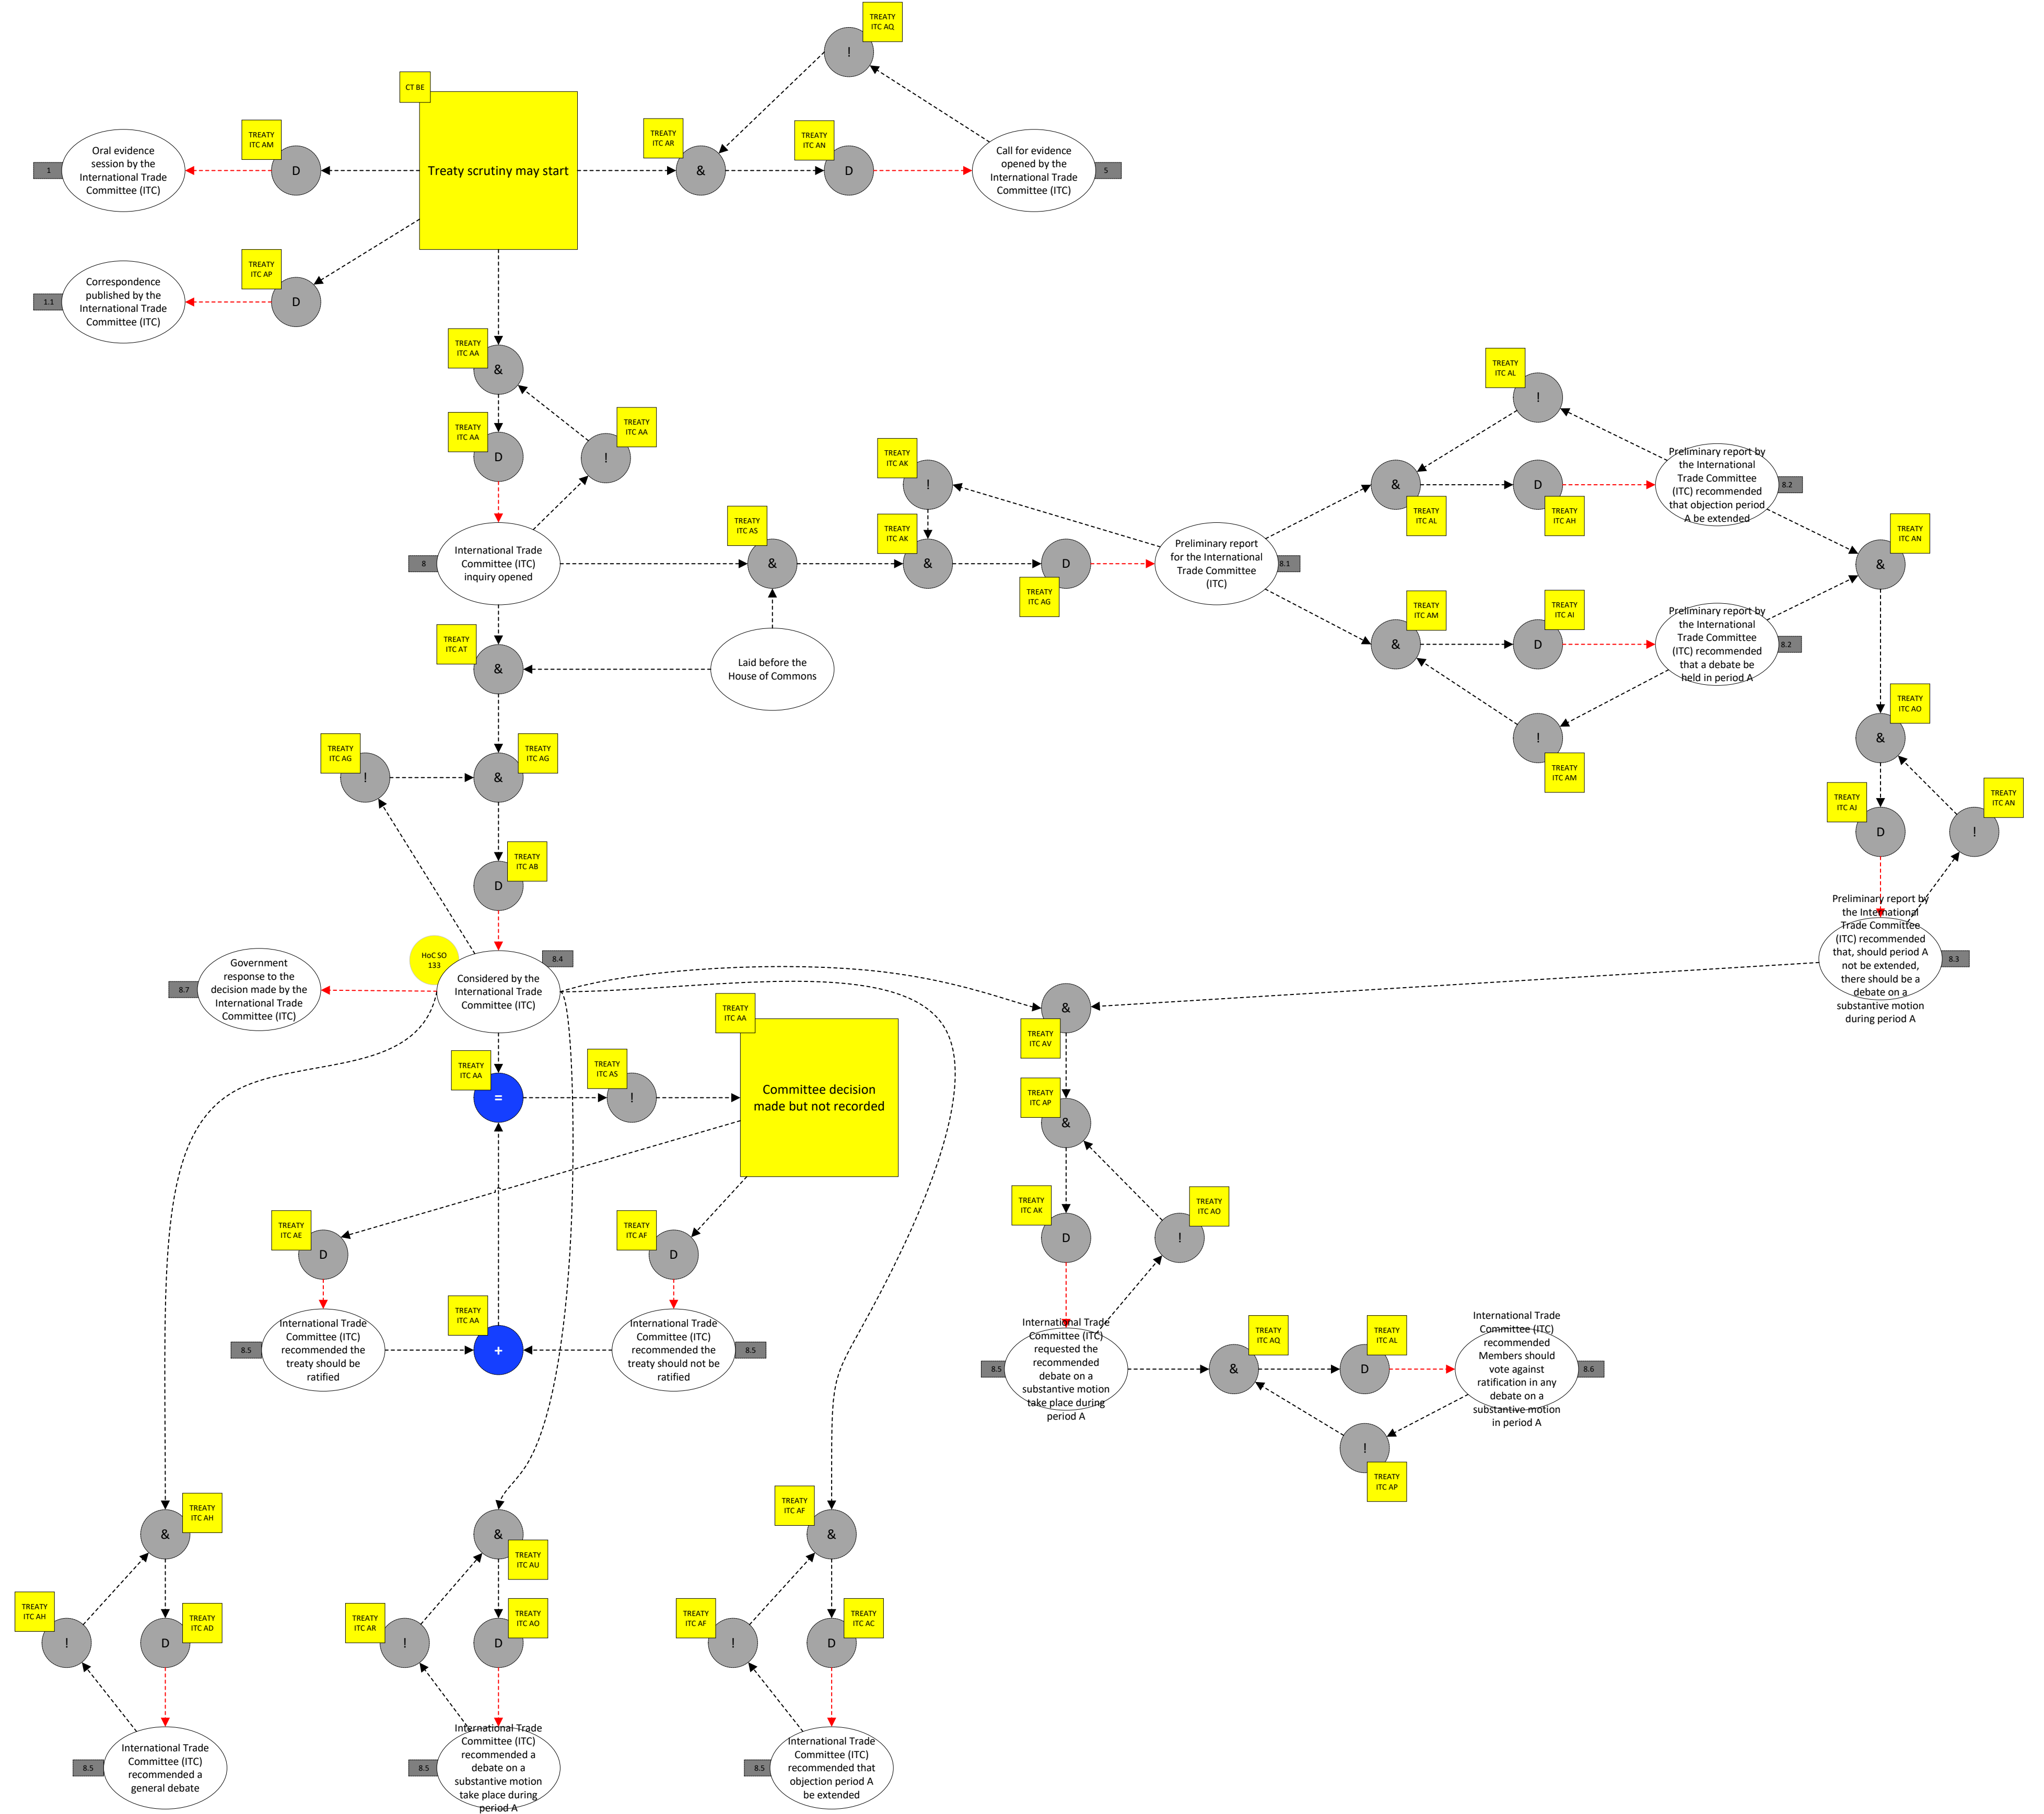 TREATY
ITC AQ
!
CT BE
Treaty scrutiny may start
TREATY
ITC AM
D
Oral evidence
session by the
International Trade
Committee (ITC)
1
TREATY
ITC AR
&
TREATY
ITC AN
D
Call for evidence
opened by the
International Trade
Committee (ITC)
5
TREATY
ITC AP
D
Correspondence
published by the
International Trade
Committee (ITC)
1.1
TREATY
ITC AA
&
TREATY
ITC AA
D
TREATY
ITC AA
!
International Trade
Committee (ITC)
inquiry opened
8
TREATY
ITC AS
&
TREATY
ITC AK
!
TREATY
ITC AK
&
D
TREATY
ITC AG
Preliminary report
for the International
Trade Committee
(ITC)
8.1
TREATY
ITC AL
!
&
TREATY
ITC AL
D
TREATY
ITC AH
Preliminary report by
the International
Trade Committee
(ITC) recommended
that objection period
A be extended
8.2
TREATY
ITC AM
&
TREATY
ITC AI
D
Preliminary report by
the International
Trade Committee
(ITC) recommended
that a debate be
held in period A
8.2
!
TREATY
ITC AM
TREATY
ITC AN
&
TREATY
ITC AO
&
TREATY
ITC AJ
D
TREATY
ITC AN
!
Preliminary report by
the International
Trade Committee
(ITC) recommended
that, should period A
not be extended,
there should be a
debate on a
substantive motion
during period A
8.3
Laid before the
House of Commons
TREATY
ITC AT
&
TREATY
ITC AG
!
TREATY
ITC AG
&
TREATY
ITC AB
D
HoC SO
133
8.4
Considered by the
International Trade
Committee (ITC)
Government
response to the
decision made by the
International Trade
Committee (ITC)
8.7
TREATY
ITC AA
=
TREATY
ITC AS
!
TREATY
ITC AA
Committee decision
made but not recorded
TREATY
ITC AE
D
TREATY
ITC AF
D
International Trade
Committee (ITC)
recommended the
treaty should be
ratified
8.5
TREATY
ITC AA
+
International Trade
Committee (ITC)
recommended the
treaty should not be
ratified
8.5
&
TREATY
ITC AV
TREATY
ITC AP
&
TREATY
ITC AK
D
TREATY
ITC AO
!
International Trade
Committee (ITC)
requested the
recommended
debate on a
substantive motion
take place during
period A
8.5
TREATY
ITC AQ
&
TREATY
ITC AL
D
International Trade
Committee (ITC)
recommended
Members should
vote against
ratification in any
debate on a
substantive motion
in period A
8.6
!
TREATY
ITC AP
&
TREATY
ITC AH
TREATY
ITC AH
!
D
TREATY
ITC AD
International Trade
Committee (ITC)
recommended a
general debate
8.5
&
TREATY
ITC AU
TREATY
ITC AR
!
D
TREATY
ITC AO
International Trade
Committee (ITC)
recommended a
debate on a
substantive motion
take place during
period A
8.5
TREATY
ITC AF
&
TREATY
ITC AF
!
D
TREATY
ITC AC
International Trade
Committee (ITC)
recommended that
objection period A
be extended
8.5